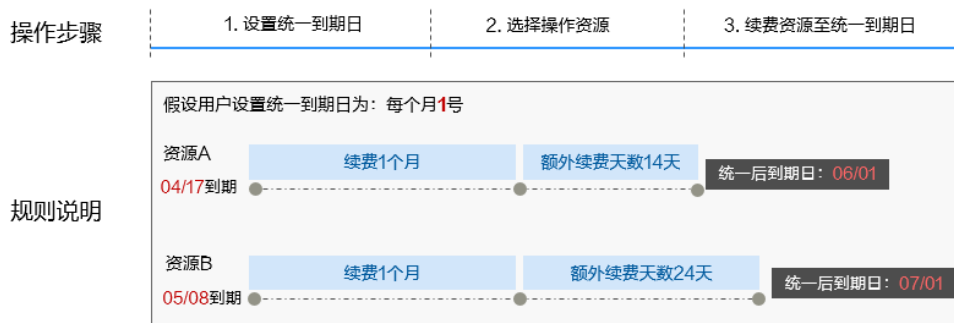 操作步骤
1. 设置统一到期日
2. 选择操作资源
3. 续费资源至统一到期日
规则说明
假设用户设置统一到期日为：每个月1号
资源A
续费1个月
额外续费天数14天
04/17到期
统一后到期日：06/01
资源B
续费1个月
额外续费天数24天
05/08到期
统一后到期日：07/01